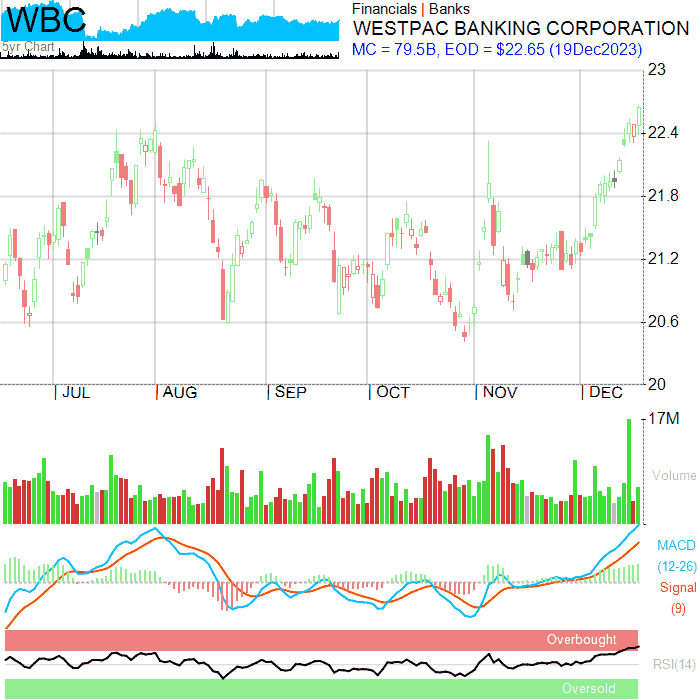 WBC
5yr Chart
Financials | Banks
WESTPAC BANKING CORPORATION
MC = 79.5B, EOD = $22.65 (19Dec2023)
23
22.4
21.8
21.2
20.6
20
JUL AUG SEP OCT NOV DEC
17M
Volume
MACD
(12-26)
Signal
(9)
Overbought
RSI(14)
Oversold